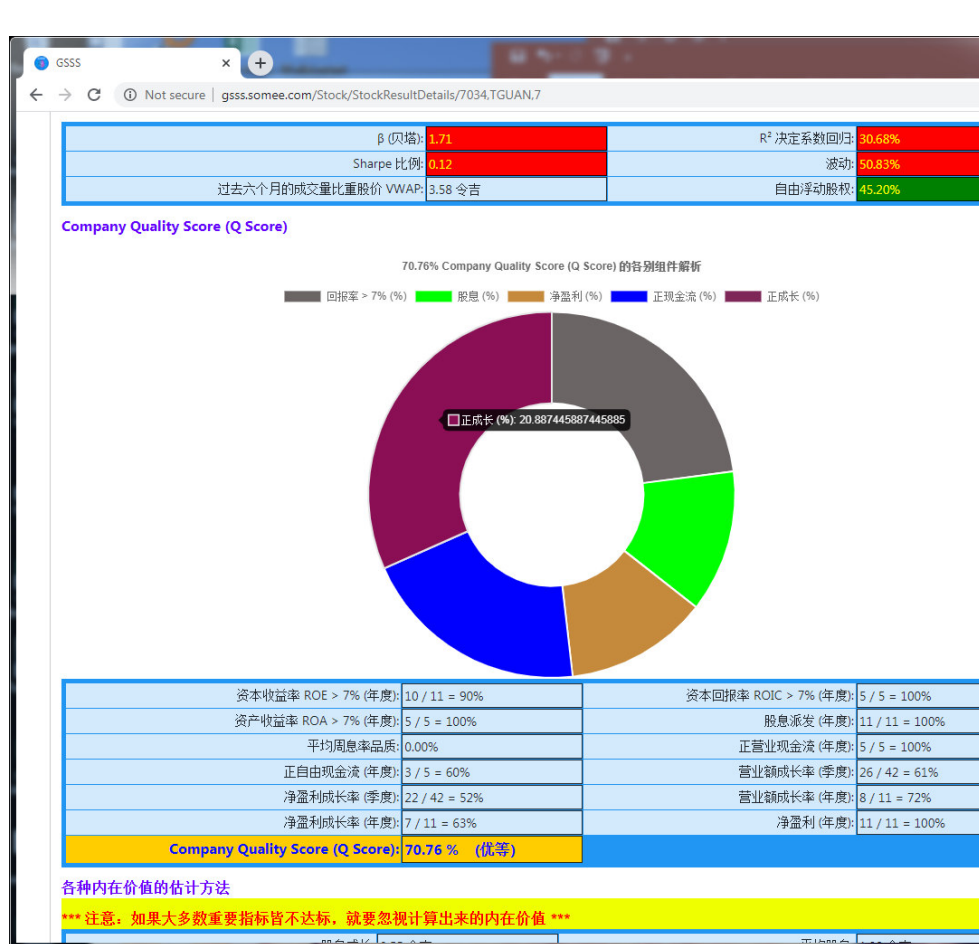 GSSS
Not secure | gsss.somee.com/Stock/StockResultDetails/7034,TGUAN,7
β (贝塔): 1.71 R² 决定系数回归: 30.68%
Sharpe 比例: 0.12 波动: 50.83%
过去六个月的成交量比重股价 VWAP: 3.58 令吉 自由浮动股权: 45.20%
Company Quality Score (Q Score)
70.76% Company Quality Score (Q Score) 的各别组件解析
回报率 > 7% (%) 股息 (%) 净盈利 (%) 正现金流 (%) 正成长 (%)
正成长 (%): 20.887445887445885
资本收益率 ROE > 7% (年度): 10 / 11 = 90% 资本回报率 ROIC > 7% (年度): 5 / 5 = 100%
资产收益率 ROA > 7% (年度): 5 / 5 = 100% 股息派发 (年度): 11 / 11 = 100%
平均周息率品质: 0.00% 正营业现金流 (年度): 5 / 5 = 100%
正自由现金流 (年度): 3 / 5 = 60% 营业额成长率 (季度): 26 / 42 = 61%
净盈利成长率 (季度): 22 / 42 = 52% 营业额成长率 (年度): 8 / 11 = 72%
净盈利成长率 (年度): 7 / 11 = 63% 净盈利 (年度): 11 / 11 = 100%
Company Quality Score (Q Score): 70.76 % (优等)
各种内在价值的估计方法
*** 注意：如果大多数重要指标皆不达标，就要忽视计算出来的内在价值 ***